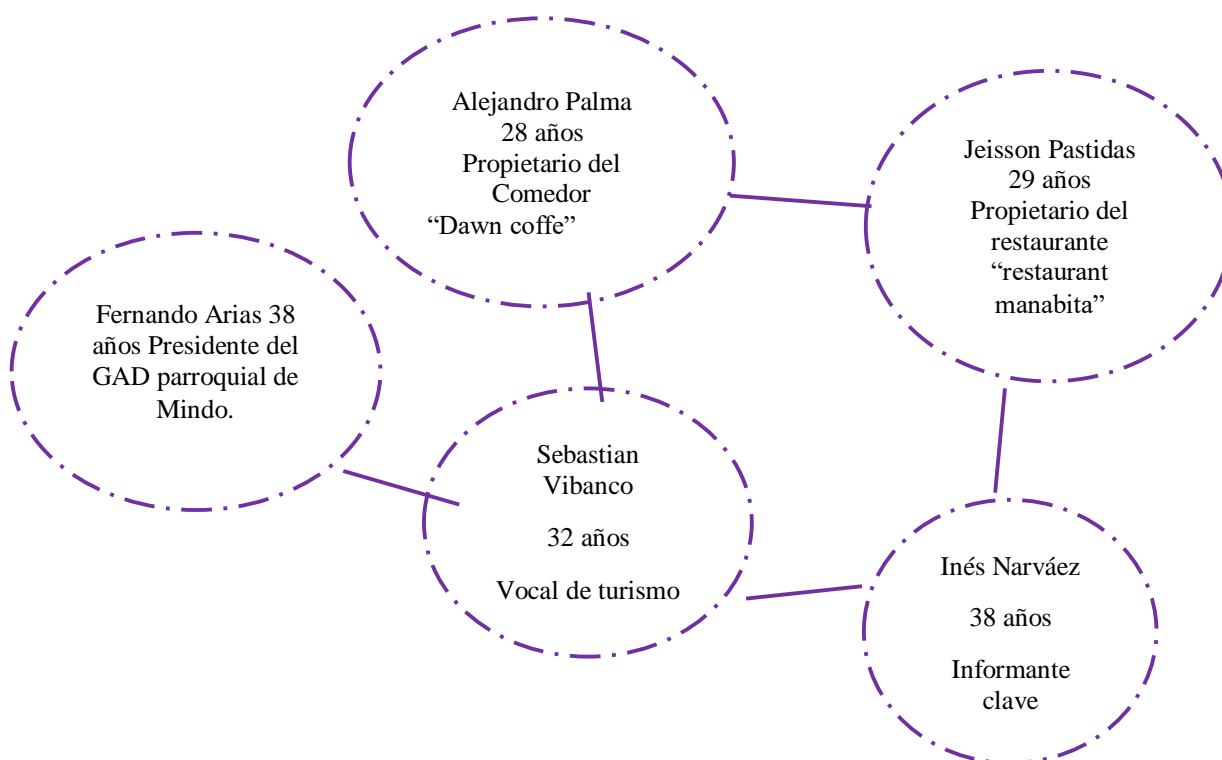 Alejandro Palma
28 años
Propietario del
Comedor
“Dawn coffe”
Jeisson Pastidas
29 años
Propietario del
restaurante
“restaurant
manabita”
Fernando Arias 38
años Presidente del
GAD parroquial de
Mindo.
Sebastian
Vibanco
32 años
Vocal de turismo
Inés Narváez
38 años
Informante
clave